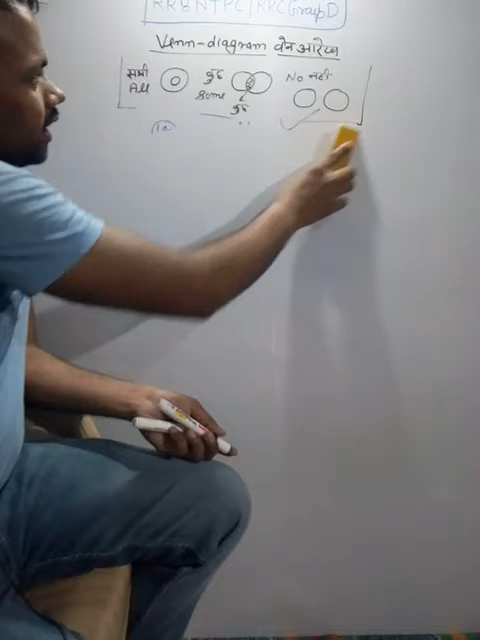 RRB NTPC / RRC Group D
Venn-diagram वेन आरेख
सभी कुछ No नही
All Some
कुछ